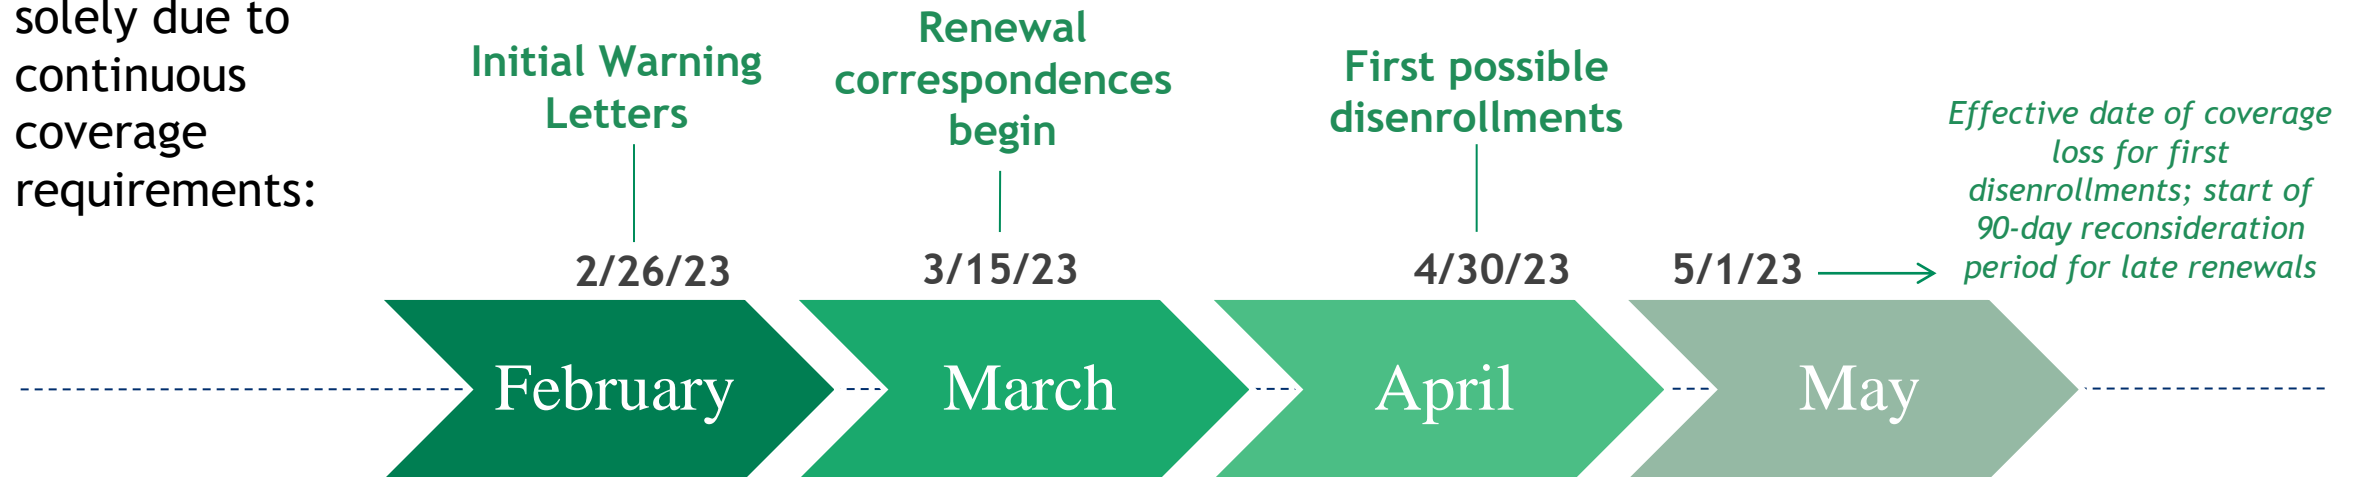 solely due to
continuous
coverage
requirements:
Initial Warning
Letters
2/26/23
February
Renewal
correspondences
begin
3/15/23
March
First possible
disenrollments
4/30/23
April
5/1/23
Effective date of coverage
loss for first
disenrollments; start of
90-day reconsideration
period for late renewals
May